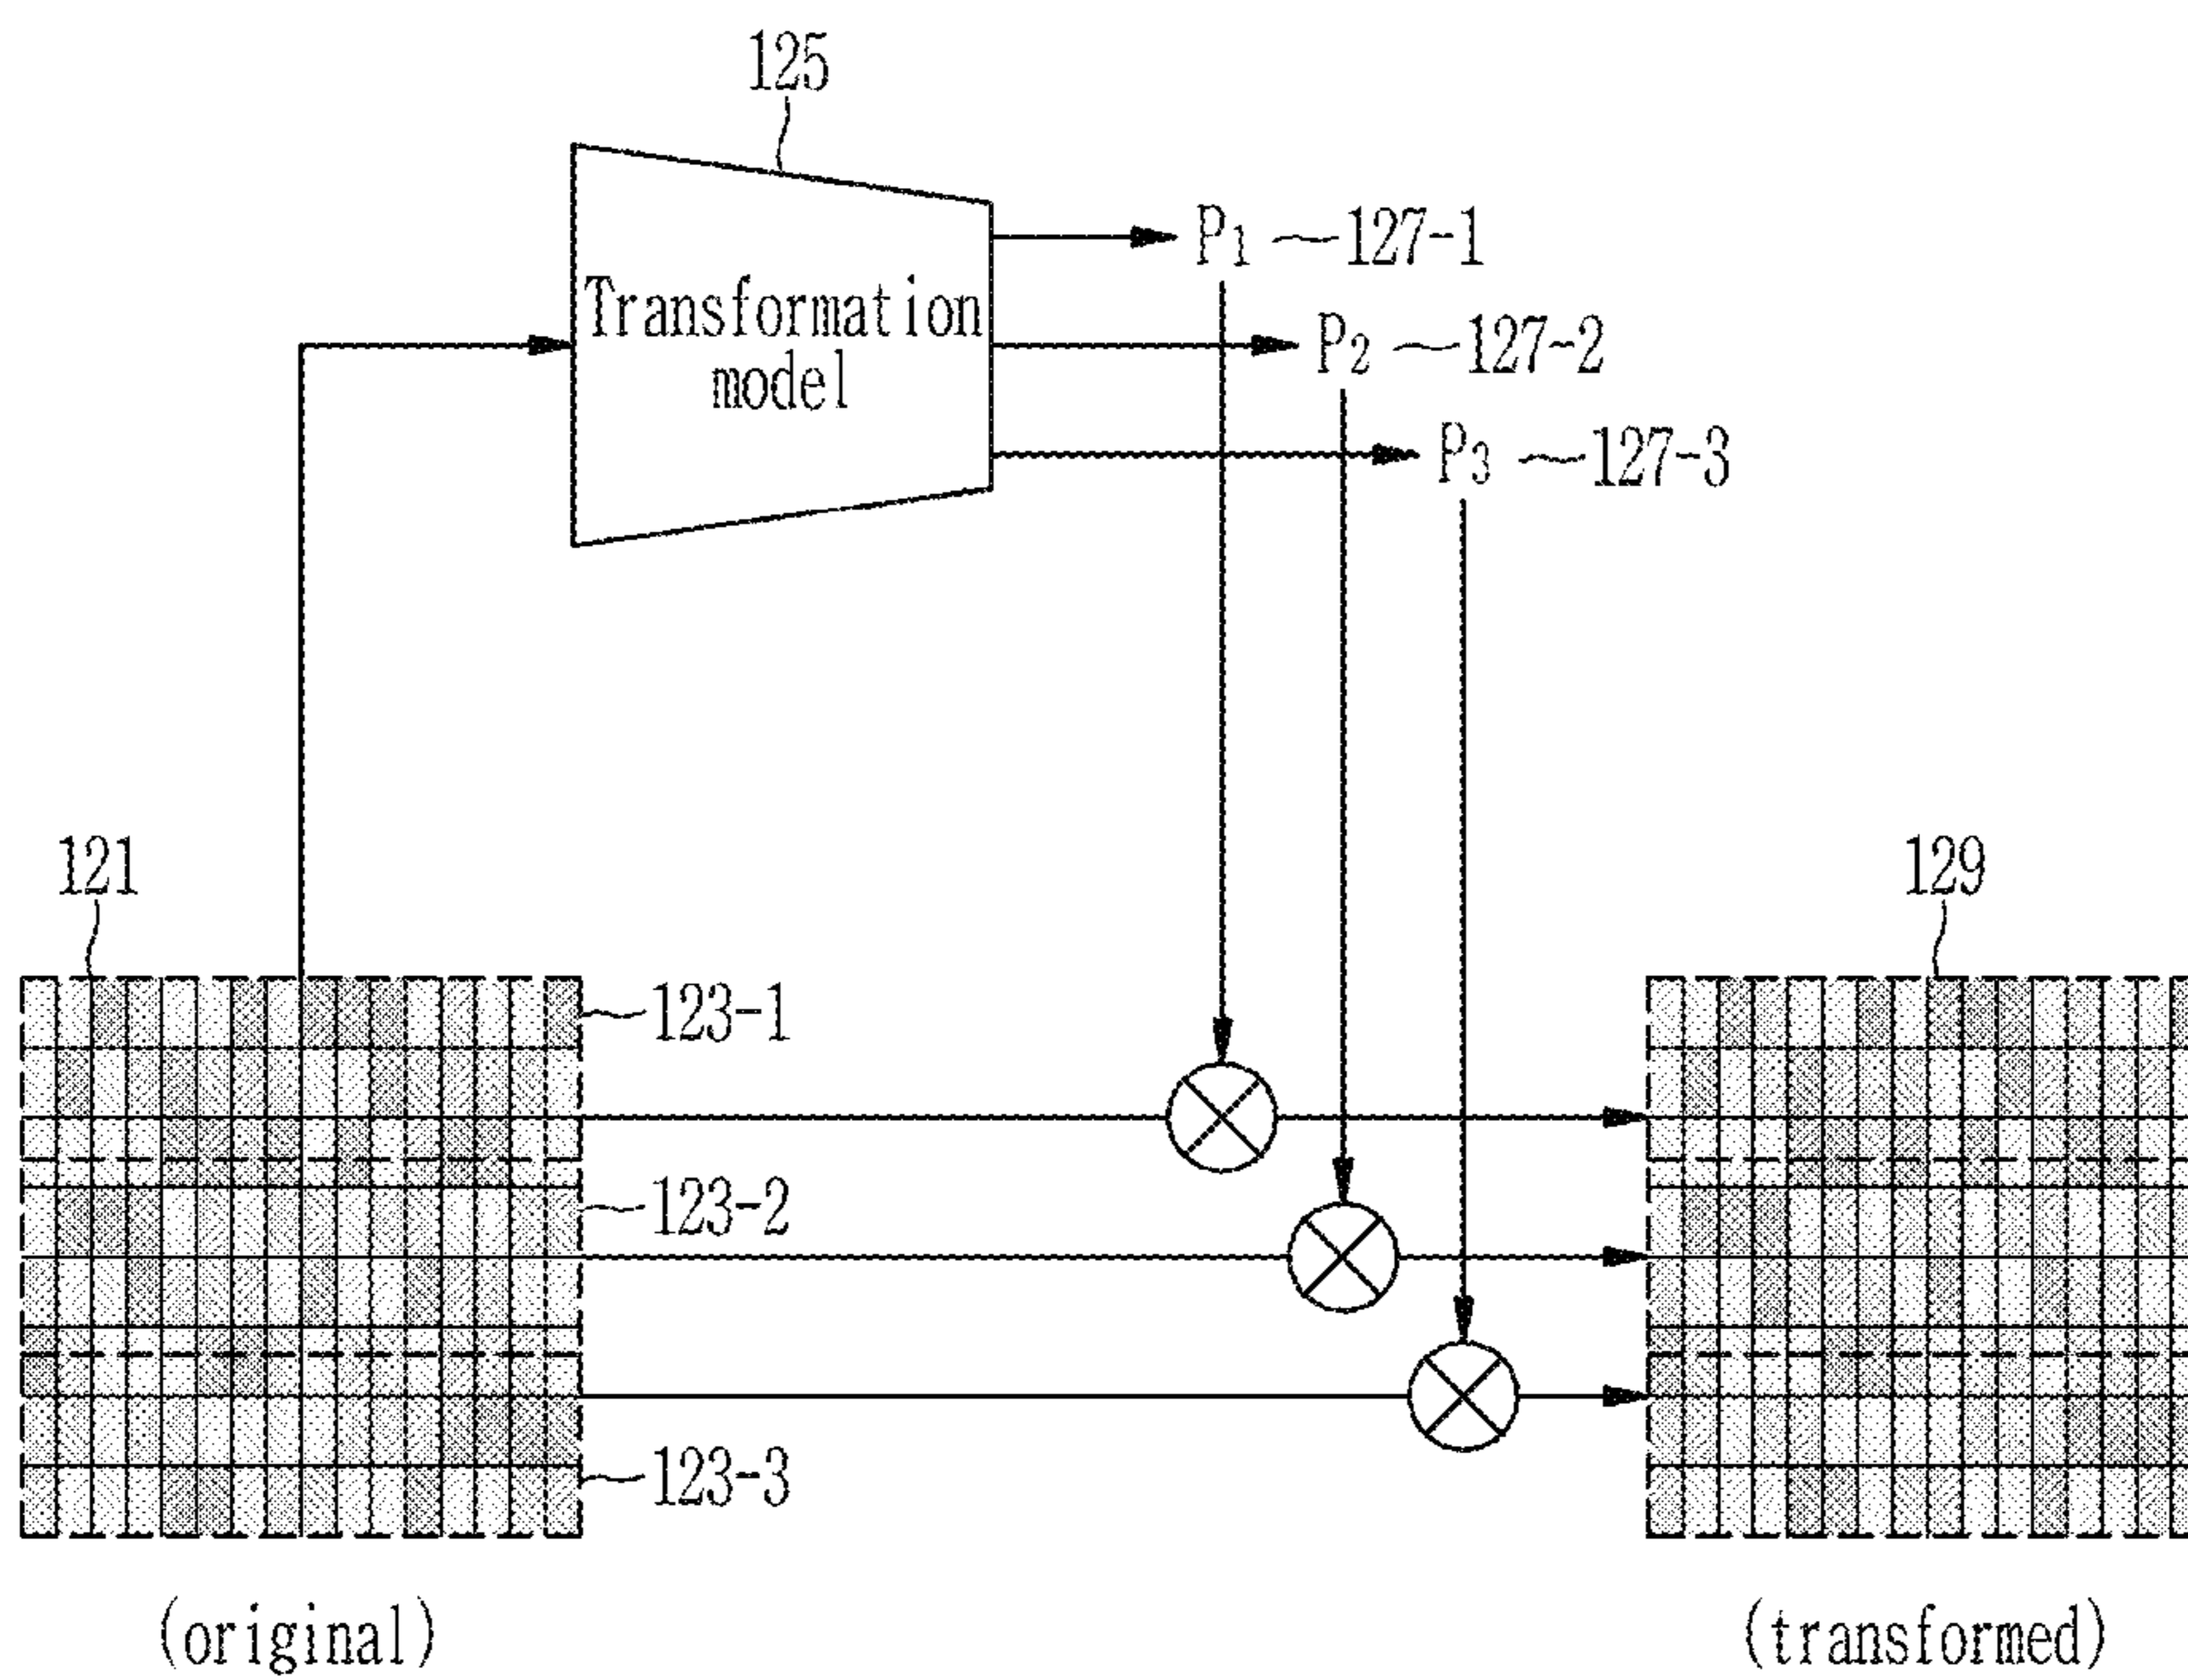 125
P1 127-1
Transformation
model
P2 127-2
P3 127-3
121
129
123-1
123-2
123-3
(original)
(transformed)